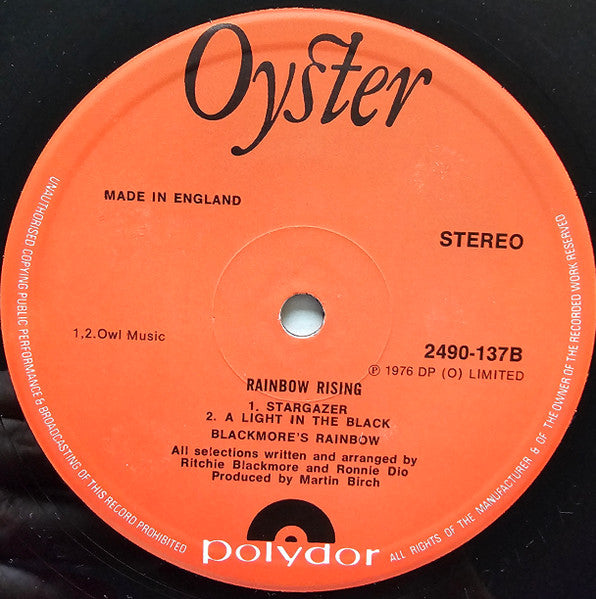 Oyster
MADE IN ENGLAND
STEREO
1,2.Owl Music
2490-137B
℗ 1976 DP (O) LIMITED
RAINBOW RISING
1. STARGAZER
2. A LIGHT IN THE BLACK
BLACKMORE'S RAINBOW
All selections written and arranged by
Ritchie Blackmore and Ronnie Dio
Produced by Martin Birch
polydor
UNAUTHORISED COPYING PUBLIC PERFORMANCE & BROADCASTING OF THIS RECORD PROHIBITED
ALL RIGHTS OF THE MANUFACTURER & OF THE OWNER OF THE RECORDED WORK RESERVED